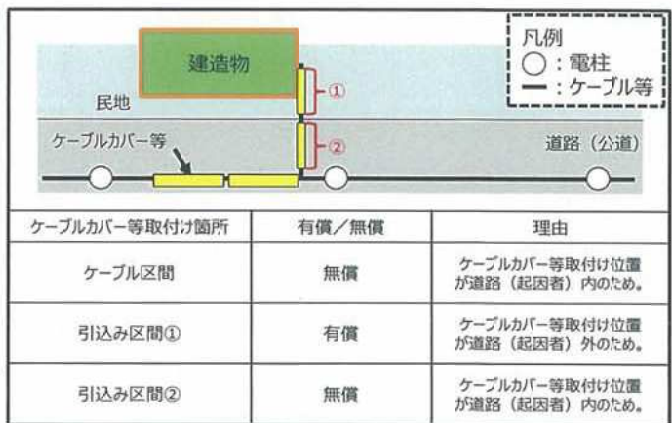 凡例
○：電柱
━：ケーブル等
建造物
①
民地
ケーブルカバー等
②
道路（公道）
ケーブルカバー等取付け箇所 有償／無償 理由
ケーブル区間 無償 ケーブルカバー等取付け位置
が道路（起因者）内のため。
引込み区間① 有償 ケーブルカバー等取付け位置
が道路（起因者）外のため。
引込み区間② 無償 ケーブルカバー等取付け位置
が道路（起因者）内のため。